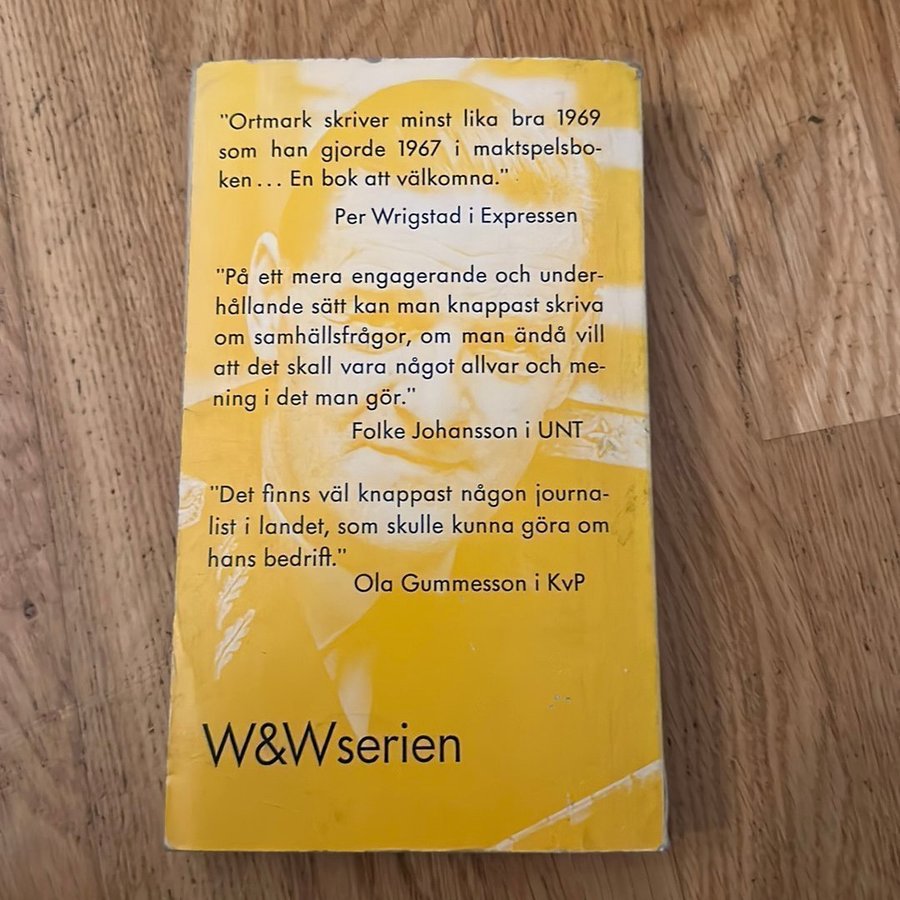 "Ortmark skriver minst lika bra 1969
som han gjorde 1967 i maktspelsbo-
ken... En bok att välkomna."
Per Wrigstad i Expressen
"På ett mera engagerande och under-
hållande sätt kan man knappast skriva
om samhällsfrågor, om man ändå vill
att det skall vara något allvar och me-
ning i det man gör."
Folke Johansson i UNT
"Det finns väl knappast någon journa-
list i landet, som skulle kunna göra om
hans bedrift."
Ola Gummesson i KvP
W&Wserien